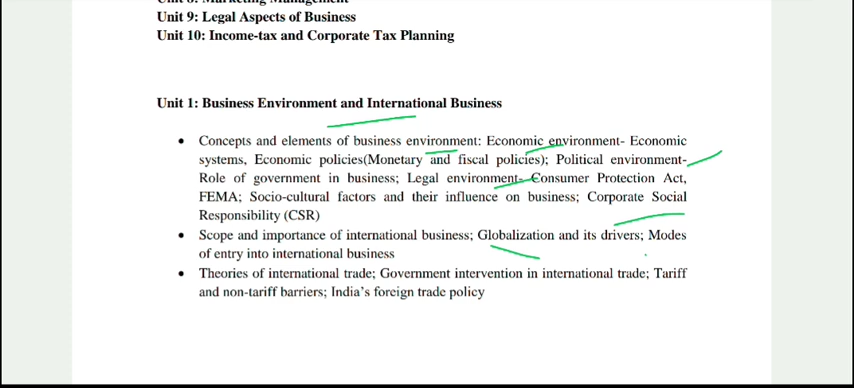 Unit 8: Marketing Management
Unit 9: Legal Aspects of Business
Unit 10: Income-tax and Corporate Tax Planning
Unit 1: Business Environment and International Business
• Concepts and elements of business environment: Economic environment- Economic
systems, Economic policies(Monetary and fiscal policies); Political environment-
Role of government in business; Legal environment- Consumer Protection Act,
FEMA; Socio-cultural factors and their influence on business; Corporate Social
Responsibility (CSR)
• Scope and importance of international business; Globalization and its drivers; Modes
of entry into international business
• Theories of international trade; Government intervention in international trade; Tariff
and non-tariff barriers; India's foreign trade policy